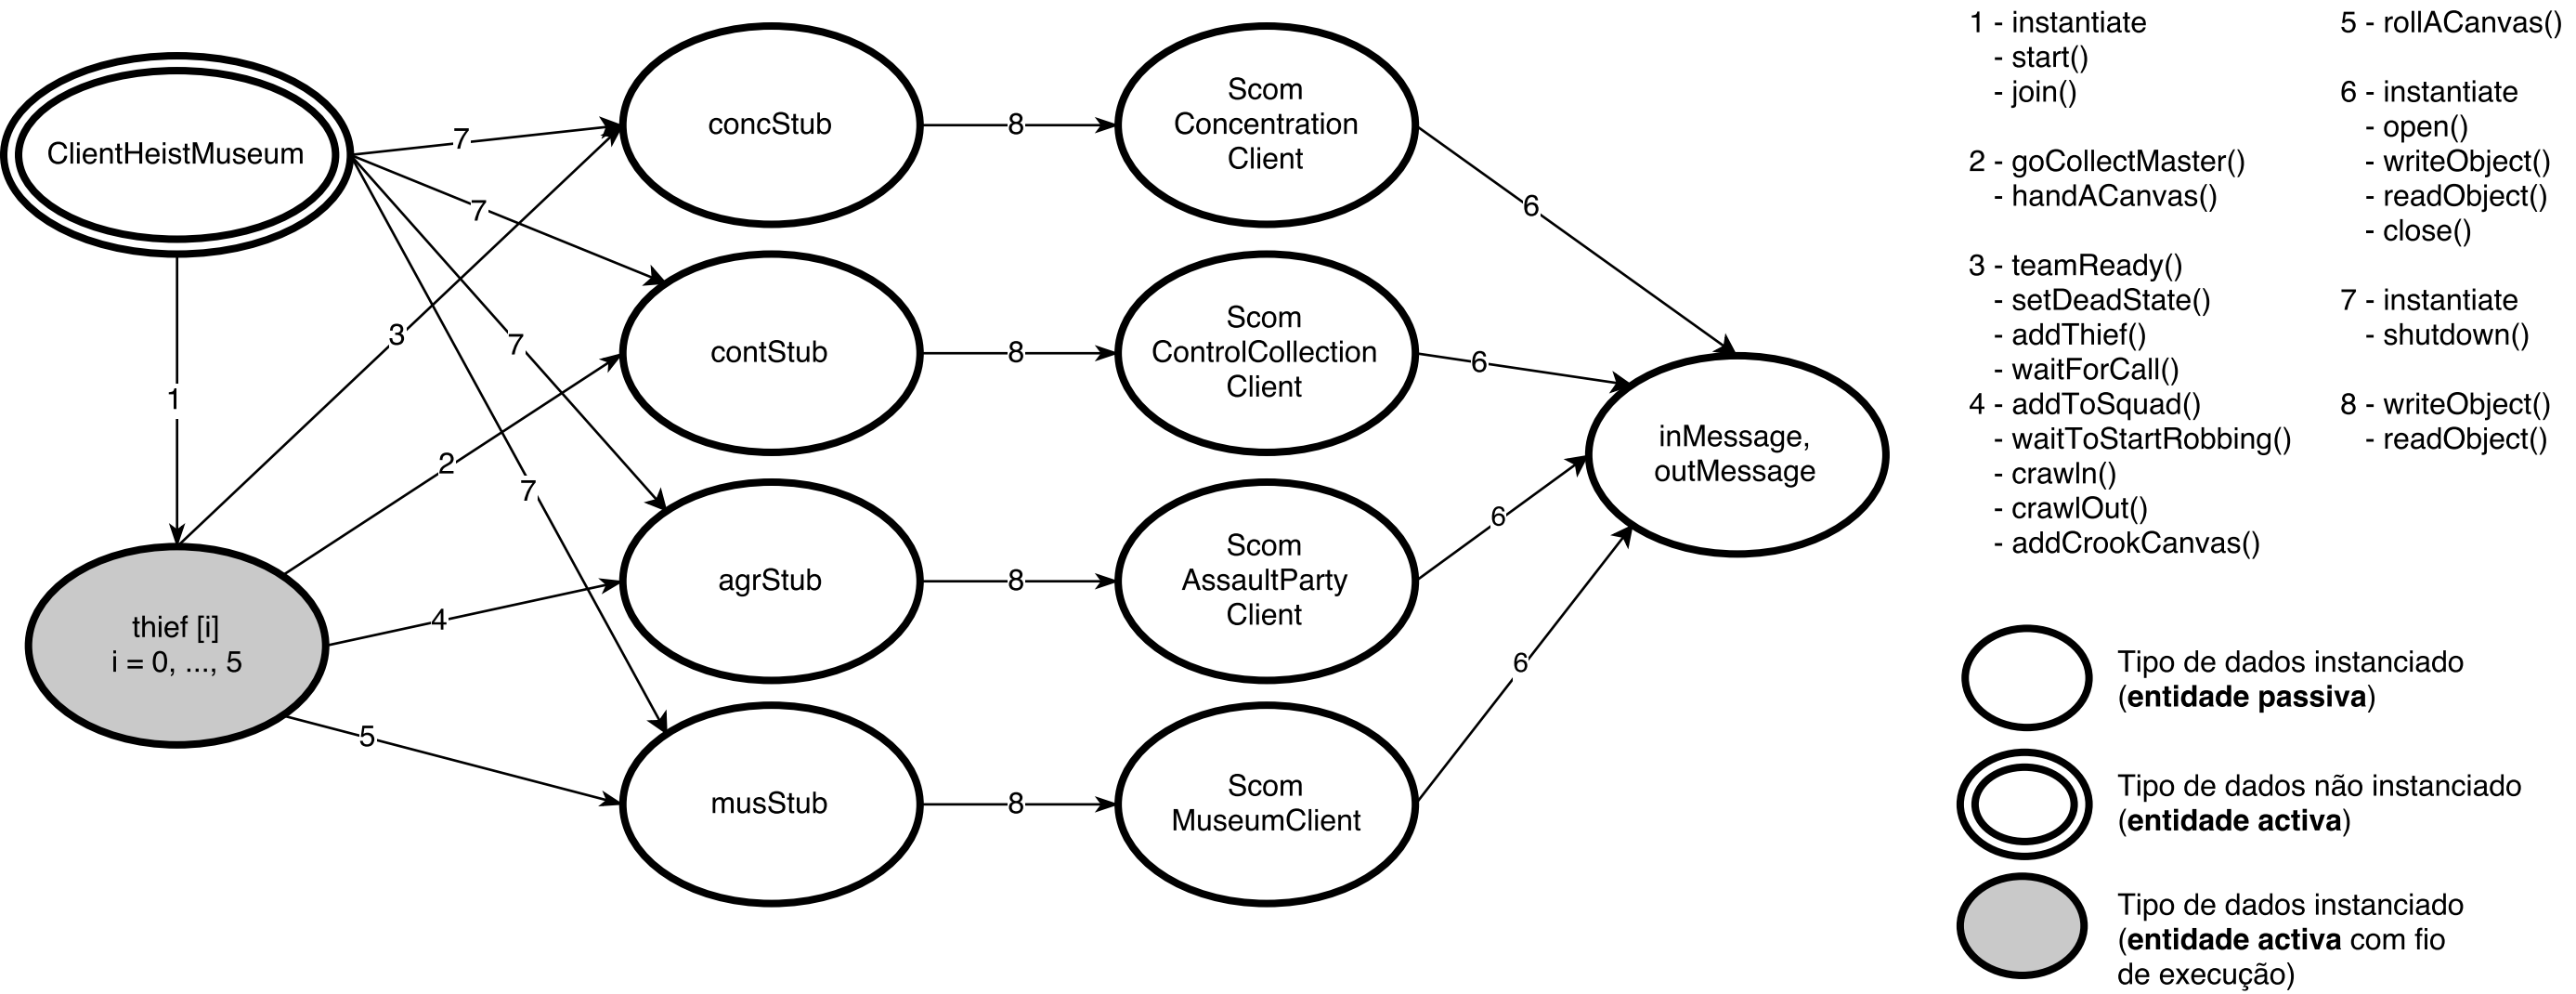 ClientHeistMuseum
1
thief [i]
i = 0, ..., 5
7
7
7
7
3
2
4
5
concStub
contStub
agrStub
musStub
8
8
8
8
Scom
Concentration
Client
Scom
ControlCollection
Client
Scom
AssaultParty
Client
Scom
MuseumClient
6
6
6
6
inMessage,
outMessage
1 - instantiate
- start()
- join()
2 - goCollectMaster()
- handACanvas()
3 - teamReady()
- setDeadState()
- addThief()
- waitForCall()
4 - addToSquad()
- waitToStartRobbing()
- crawIn()
- crawlOut()
- addCrookCanvas()
5 - rollACanvas()
6 - instantiate
- open()
- writeObject()
- readObject()
- close()
7 - instantiate
- shutdown()
8 - writeObject()
- readObject()
Tipo de dados instanciado
(entidade passiva)
Tipo de dados não instanciado
(entidade activa)
Tipo de dados instanciado
(entidade activa com fio
de execução)